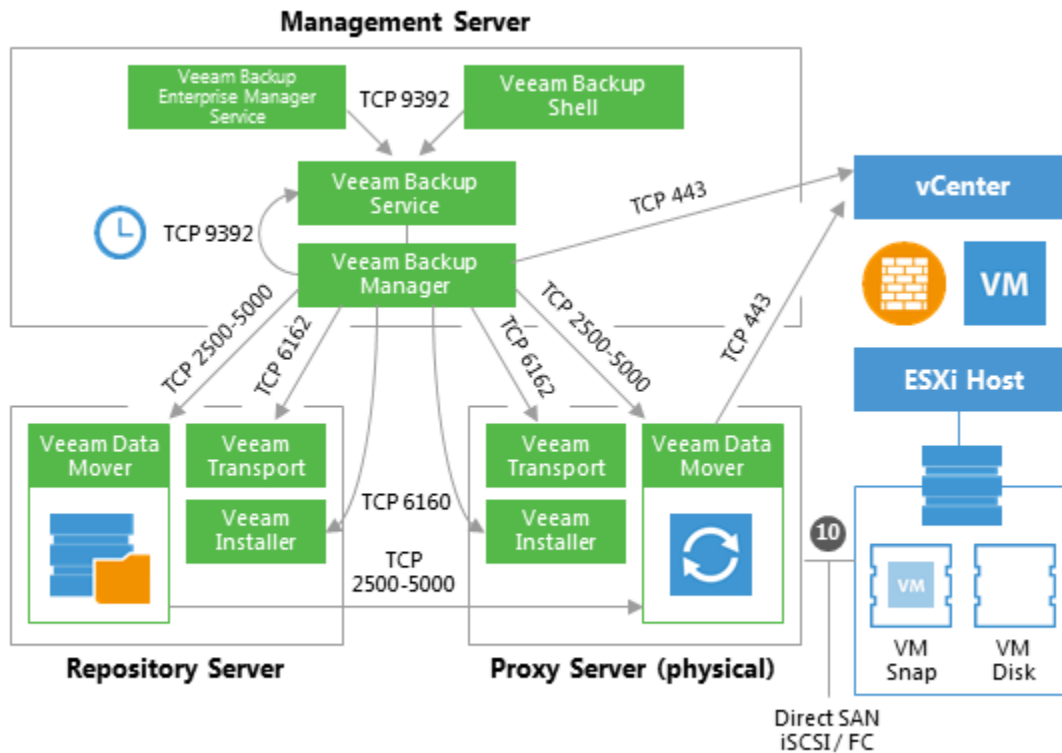 Management Server
Veeam Backup
Enterprise Manager
Service
TCP 9392
Veeam Backup
Shell
Veeam Backup
Service
TCP 9392
Veeam Backup
Manager
TCP 443
vCenter
VM
TCP 2500-5000
TCP 6162
TCP 6162
TCP 2500-5000
TCP 443
ESXi Host
Veeam Data
Mover
Veeam
Transport
Veeam
Installer
TCP 6160
TCP
2500-5000
Veeam
Transport
Veeam
Installer
Veeam Data
Mover
10
VM
VM
Snap
VM
Disk
Repository Server
Proxy Server (physical)
Direct SAN
iSCSI / FC